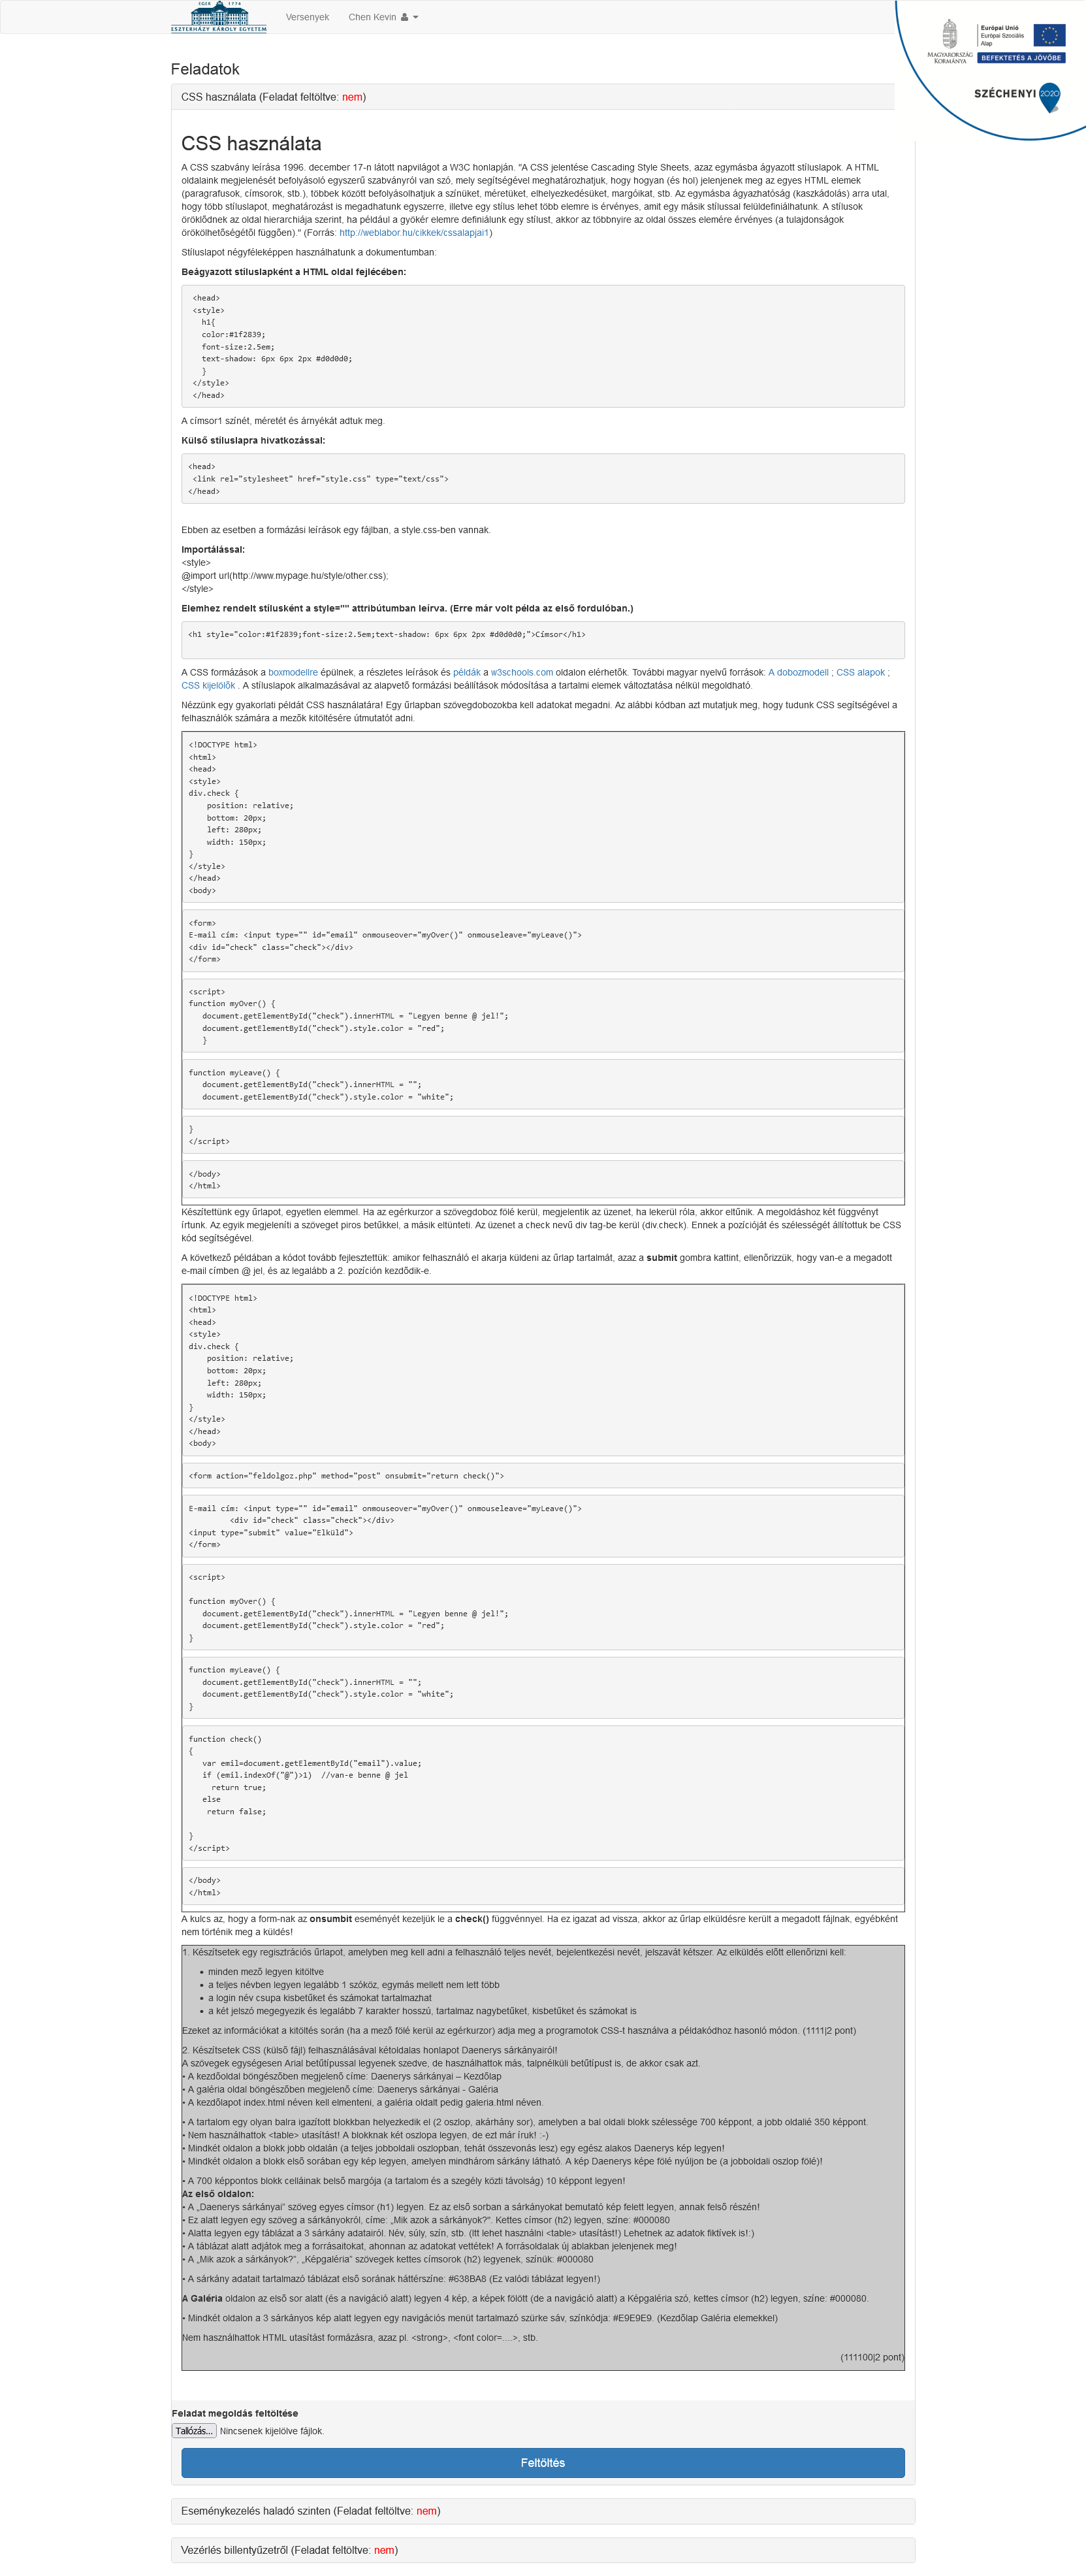 EGER 1774
ESZTERHÁZY KÁROLY EGYETEM
Versenyek
Chen Kevin
MAGYARORSZÁG KORMÁNYA
Európai Unió
Európai Szociális
Alap
BEFEKTETÉS A JÖVŐBE
SZÉCHENYI 2020
Feladatok
CSS használata (Feladat feltöltve: nem)
CSS használata
A CSS szabvány leírása 1996. december 17-n látott napvilágot a W3C honlapján. "A CSS jelentése Cascading Style Sheets, azaz egymásba ágyazott stíluslapok. A HTML
oldalaink megjelenését befolyásoló egyszerű szabványról van szó, mely segítségével meghatározhatjuk, hogy hogyan (és hol) jelenjenek meg az egyes HTML elemek
(paragrafusok, címsorok, stb.), többek között befolyásolhatjuk a színüket, méretüket, elhelyezkedésüket, margóikat, stb. Az egymásba ágyazhatóság (kaszkádolás) arra utal,
hogy több stíluslapot, meghatározást is megadhatunk egyszerre, illetve egy stílus lehet több elemre is érvényes, amit egy másik stílussal felüldefiniálhatunk. A stílusok
öröklődnek az oldal hierarchiája szerint, ha például a gyökér elemre definiálunk egy stílust, akkor az többnyire az oldal összes elemére érvényes (a tulajdonságok
örökölhetőségétől függően)." (Forrás: http://weblabor.hu/cikkek/cssalapjai1)
Stíluslapot négyféleképpen használhatunk a dokumentumban:
Beágyazott stíluslapként a HTML oldal fejlécében:
<head>
<style>
h1{
color:#1f2839;
font-size:2.5em;
text-shadow: 6px 6px 2px #d0d0d0;
}
</style>
</head>
A címsor1 színét, méretét és árnyékát adtuk meg.
Külső stíluslapra hivatkozással:
<head>
<link rel="stylesheet" href="style.css" type="text/css">
</head>
Ebben az esetben a formázási leírások egy fájlban, a style.css-ben vannak.
Importálással:
<style>
@import url(http://www.mypage.hu/style/other.css);
</style>
Elemhez rendelt stílusként a style="" attribútumban leírva. (Erre már volt példa az első fordulóban.)
<h1 style="color:#1f2839;font-size:2.5em;text-shadow: 6px 6px 2px #d0d0d0;">Címsor</h1>
A CSS formázások a boxmodellre épülnek, a részletes leírások és példák a w3schools.com oldalon elérhetők. További magyar nyelvű források: A dobozmodell ; CSS alapok ;
CSS kijelölők . A stíluslapok alkalmazásával az alapvető formázási beállítások módosítása a tartalmi elemek változtatása nélkül megoldható.
Nézzünk egy gyakorlati példát CSS használatára! Egy űrlapban szövegdobozokba kell adatokat megadni. Az alábbi kódban azt mutatjuk meg, hogy tudunk CSS segítségével a
felhasználók számára a mezők kitöltésére útmutatót adni.
<!DOCTYPE html>
<html>
<head>
<style>
div.check {
position: relative;
bottom: 20px;
left: 280px;
width: 150px;
}
</style>
</head>
<body>
<form>
E-mail cím: <input type="" id="email" onmouseover="myOver()" onmouseleave="myLeave()">
<div id="check" class="check"></div>
</form>
<script>
function myOver() {
document.getElementById("check").innerHTML = "Legyen benne @ jel!";
document.getElementById("check").style.color = "red";
}
function myLeave() {
document.getElementById("check").innerHTML = "";
document.getElementById("check").style.color = "white";
}
</script>
</body>
</html>
Készítettünk egy űrlapot, egyetlen elemmel. Ha az egérkurzor a szövegdoboz fölé kerül, megjelentik az üzenet, ha lekerül róla, akkor eltűnik. A megoldáshoz két függvényt
írtunk. Az egyik megjeleníti a szöveget piros betűkkel, a másik eltünteti. Az üzenet a check nevű div tag-be kerül (div.check). Ennek a pozícióját és szélességét állítottuk be CSS
kód segítségével.
A következő példában a kódot tovább fejlesztettük: amikor felhasználó el akarja küldeni az űrlap tartalmát, azaz a submit gombra kattint, ellenőrizzük, hogy van-e a megadott
e-mail címben @ jel, és az legalább a 2. pozíción kezdődik-e.
<!DOCTYPE html>
<html>
<head>
<style>
div.check {
position: relative;
bottom: 20px;
left: 280px;
width: 150px;
}
</style>
</head>
<body>
<form action="feldolgoz.php" method="post" onsubmit="return check()">
E-mail cím: <input type="" id="email" onmouseover="myOver()" onmouseleave="myLeave()">
<div id="check" class="check"></div>
<input type="submit" value="Elküld">
</form>
<script>
function myOver() {
document.getElementById("check").innerHTML = "Legyen benne @ jel!";
document.getElementById("check").style.color = "red";
}
function myLeave() {
document.getElementById("check").innerHTML = "";
document.getElementById("check").style.color = "white";
}
function check()
{
var emil=document.getElementById("email").value;
if (emil.indexOf("@")>1) //van-e benne @ jel
return true;
else
return false;
}
</script>
</body>
</html>
A kulcs az, hogy a form-nak az onsumbit eseményét kezeljük le a check() függvénnyel. Ha ez igazat ad vissza, akkor az űrlap elküldésre került a megadott fájlnak, egyébként
nem történik meg a küldés!
1. Készítsetek egy regisztrációs űrlapot, amelyben meg kell adni a felhasználó teljes nevét, bejelentkezési nevét, jelszavát kétszer. Az elküldés előtt ellenőrizni kell:
• minden mező legyen kitöltve
• a teljes névben legyen legalább 1 szóköz, egymás mellett nem lett több
• a login név csupa kisbetűket és számokat tartalmazhat
• a két jelszó megegyezik és legalább 7 karakter hosszú, tartalmaz nagybetűket, kisbetűket és számokat is
Ezeket az információkat a kitöltés során (ha a mező fölé kerül az egérkurzor) adja meg a programotok CSS-t használva a példakódhoz hasonló módon. (1111|2 pont)
2. Készítsetek CSS (külső fájl) felhasználásával kétoldalas honlapot Daenerys sárkányairól!
A szövegek egységesen Arial betűtípussal legyenek szedve, de használhattok más, talpnélküli betűtípust is, de akkor csak azt.
• A kezdőoldal böngészőben megjelenő címe: Daenerys sárkányai – Kezdőlap
• A galéria oldal böngészőben megjelenő címe: Daenerys sárkányai - Galéria
• A kezdőlapot index.html néven kell elmenteni, a galéria oldalt pedig galeria.html néven.
• A tartalom egy olyan balra igazított blokkban helyezkedik el (2 oszlop, akárhány sor), amelyben a bal oldali blokk szélessége 700 képpont, a jobb oldalié 350 képpont.
• Nem használhattok <table> utasítást! A blokknak két oszlopa legyen, de ezt már íruk! :-)
• Mindkét oldalon a blokk jobb oldalán (a teljes jobboldali oszlopban, tehát összevonás lesz) egy egész alakos Daenerys kép legyen!
• Mindkét oldalon a blokk első sorában egy kép legyen, amelyen mindhárom sárkány látható. A kép Daenerys képe fölé nyúljon be (a jobboldali oszlop fölé)!
• A 700 képpontos blokk celláinak belső margója (a tartalom és a szegély közti távolság) 10 képpont legyen!
Az első oldalon:
• A „Daenerys sárkányai” szöveg egyes címsor (h1) legyen. Ez az első sorban a sárkányokat bemutató kép felett legyen, annak felső részén!
• Ez alatt legyen egy szöveg a sárkányokról, címe: „Mik azok a sárkányok?”. Kettes címsor (h2) legyen, színe: #000080
• Alatta legyen egy táblázat a 3 sárkány adatairól. Név, súly, szín, stb. (Itt lehet használni <table> utasítást!) Lehetnek az adatok fiktívek is!:)
• A táblázat alatt adjátok meg a forrásaitokat, ahonnan az adatokat vettétek! A forrásoldalak új ablakban jelenjenek meg!
• A „Mik azok a sárkányok?”, „Képgaléria” szövegek kettes címsorok (h2) legyenek, színük: #000080
• A sárkány adatait tartalmazó táblázat első sorának háttérszíne: #638BA8 (Ez valódi táblázat legyen!)
A Galéria oldalon az első sor alatt (és a navigáció alatt) legyen 4 kép, a képek fölött (de a navigáció alatt) a Képgaléria szó, kettes címsor (h2) legyen, színe: #000080.
• Mindkét oldalon a 3 sárkányos kép alatt legyen egy navigációs menüt tartalmazó szürke sáv, színkódja: #E9E9E9. (Kezdőlap Galéria elemekkel)
Nem használhattok HTML utasítást formázásra, azaz pl. <strong>, <font color=....>, stb.
(111100|2 pont)
Feladat megoldás feltöltése
Tallózás... Nincsenek kijelölve fájlok.
Feltöltés
Eseménykezelés haladó szinten (Feladat feltöltve: nem)
Vezérlés billentyűzetről (Feladat feltöltve: nem)